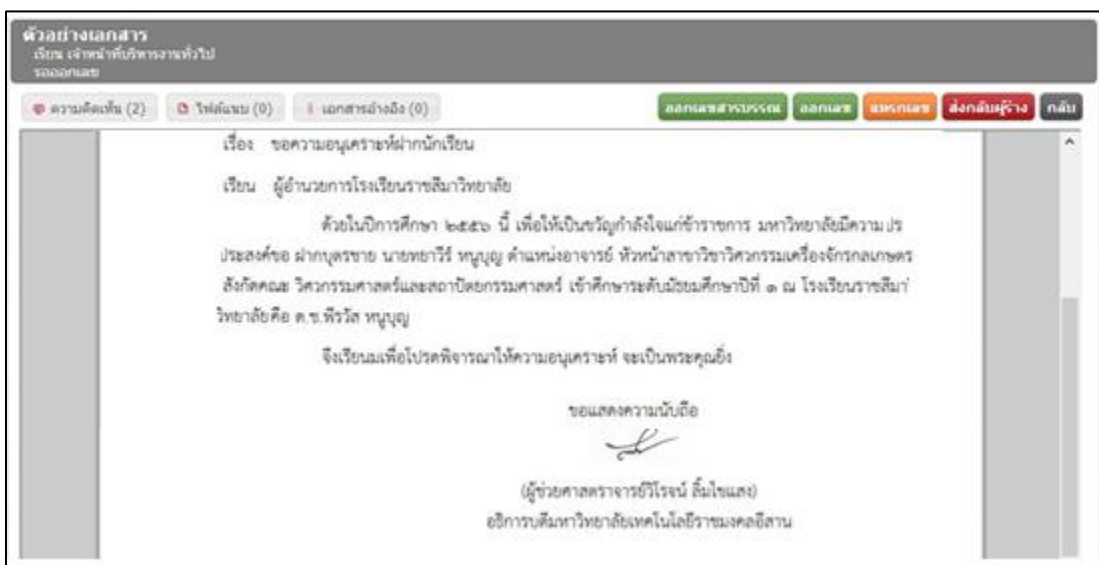 ตัวอย่างเอกสาร
เรียน เจ้าหน้าที่บริหารงานทั่วไป
รอออกเลข
ความคิดเห็น (2) ไฟล์แนบ (0) เอกสารอ้างอิง (0) ออกเลขสารบรรณ ออกเลข แทรกเลข ส่งกลับผู้ร่าง กลับ
เรื่อง ขอความอนุเคราะห์ฝากนักเรียน
เรียน ผู้อำนวยการโรงเรียนราชสีมาวิทยาลัย
ด้วยในปีการศึกษา ๒๕๕๖ นี้ เพื่อให้เป็นขวัญกำลังใจแก่ข้าราชการ มหาวิทยาลัยมีความ ปร
ประสงค์ขอ ฝากบุตรชาย นายทยาวีร์ หนูบุญ ตำแหน่งอาจารย์ หัวหน้าสาขาวิชาวิศวกรรมเครื่องจักรกลเกษตร
สังกัดคณะ วิศวกรรมศาสตร์และสถาปัตยกรรมศาสตร์ เข้าศึกษาระดับมัธยมศึกษาปีที่ ๑ ณ โรงเรียนราชสีมา
วิทยาลัย คือ ด.ช.พีรวัส หนูบุญ
จึงเรียนมเพื่อโปรดพิจารณาให้ความอนุเคราะห์ จะเป็นพระคุณยิ่ง
ขอแสดงความนับถือ
(ผู้ช่วยศาสตราจารย์วิโรจน์ ลิ้มไขแสง)
อธิการบดีมหาวิทยาลัยเทคโนโลยีราชมงคลอีสาน